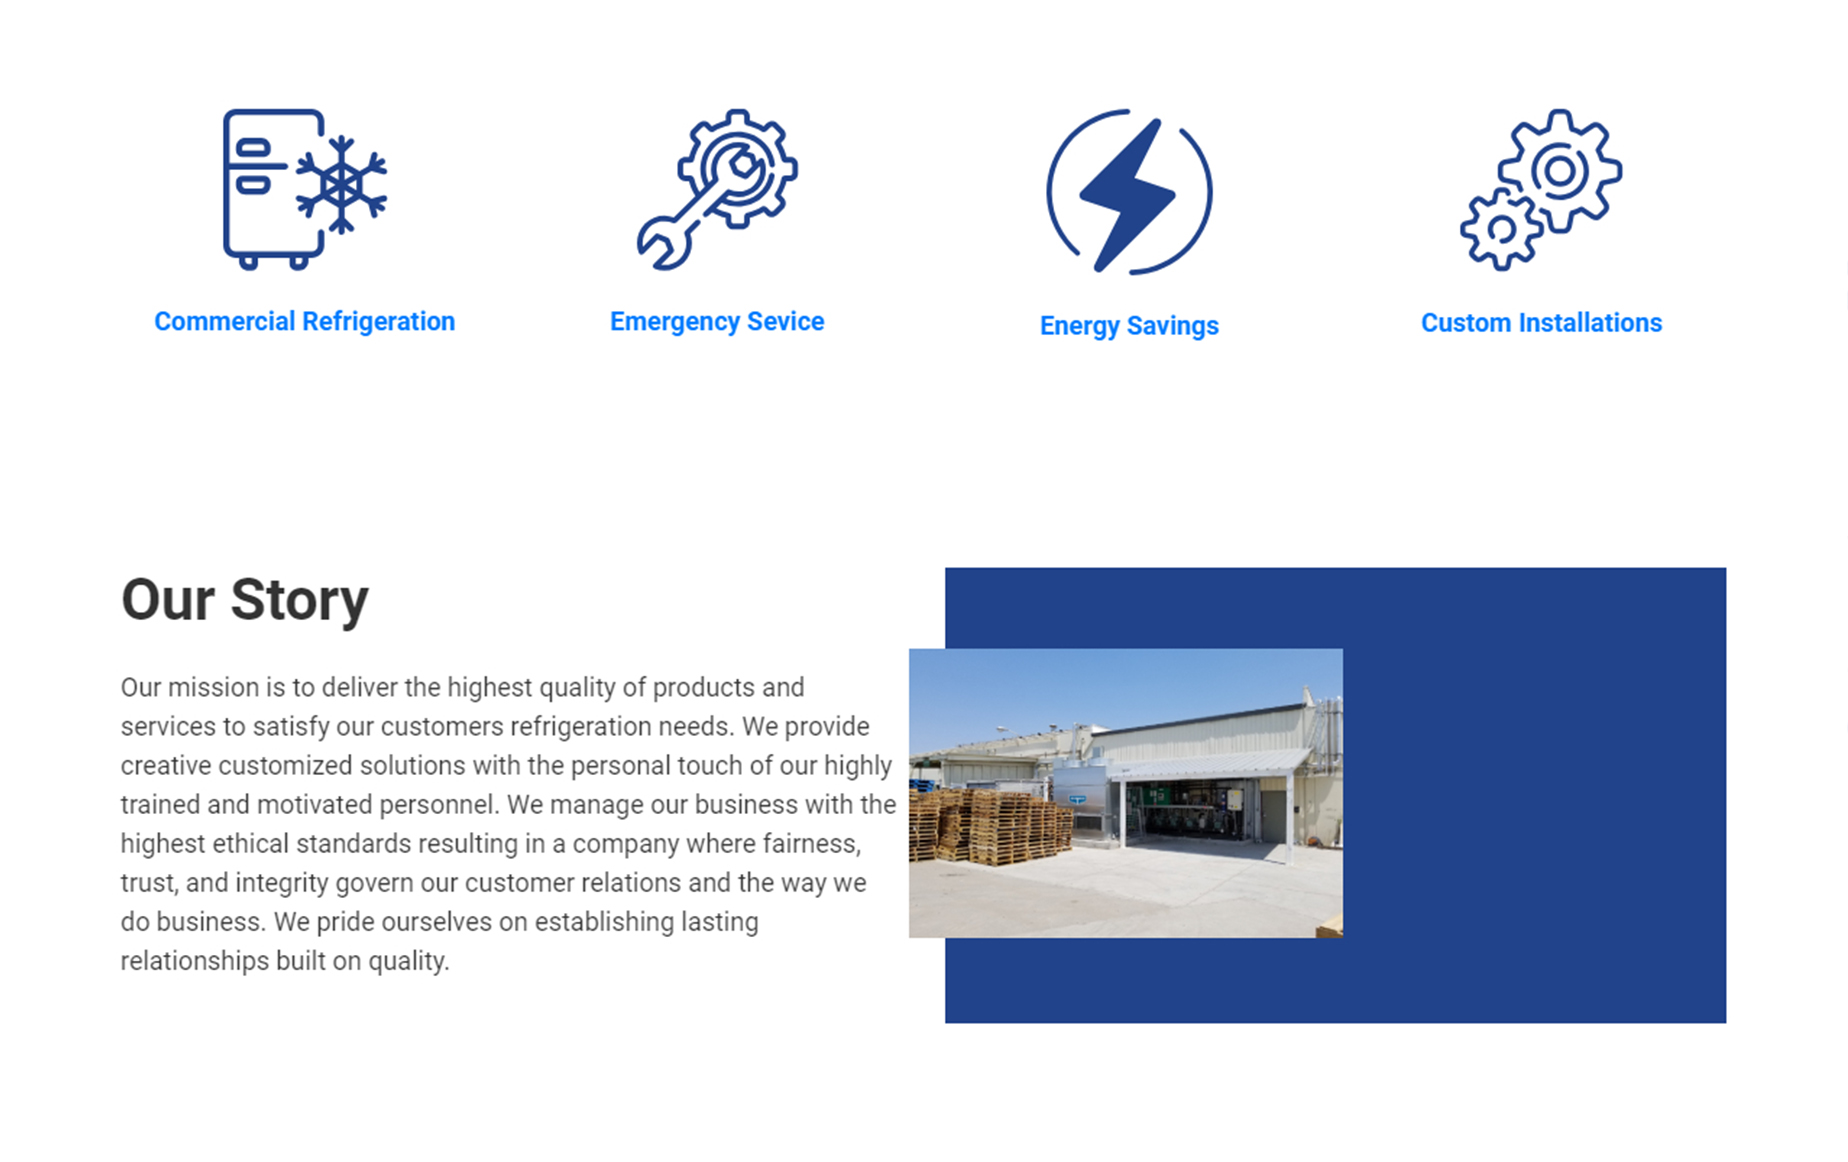 Commercial Refrigeration
Emergency Sevice
Energy Savings
Custom Installations
Our Story
Our mission is to deliver the highest quality of products and
services to satisfy our customers refrigeration needs. We provide
creative customized solutions with the personal touch of our highly
trained and motivated personnel. We manage our business with the
highest ethical standards resulting in a company where fairness,
trust, and integrity govern our customer relations and the way we
do business. We pride ourselves on establishing lasting
relationships built on quality.